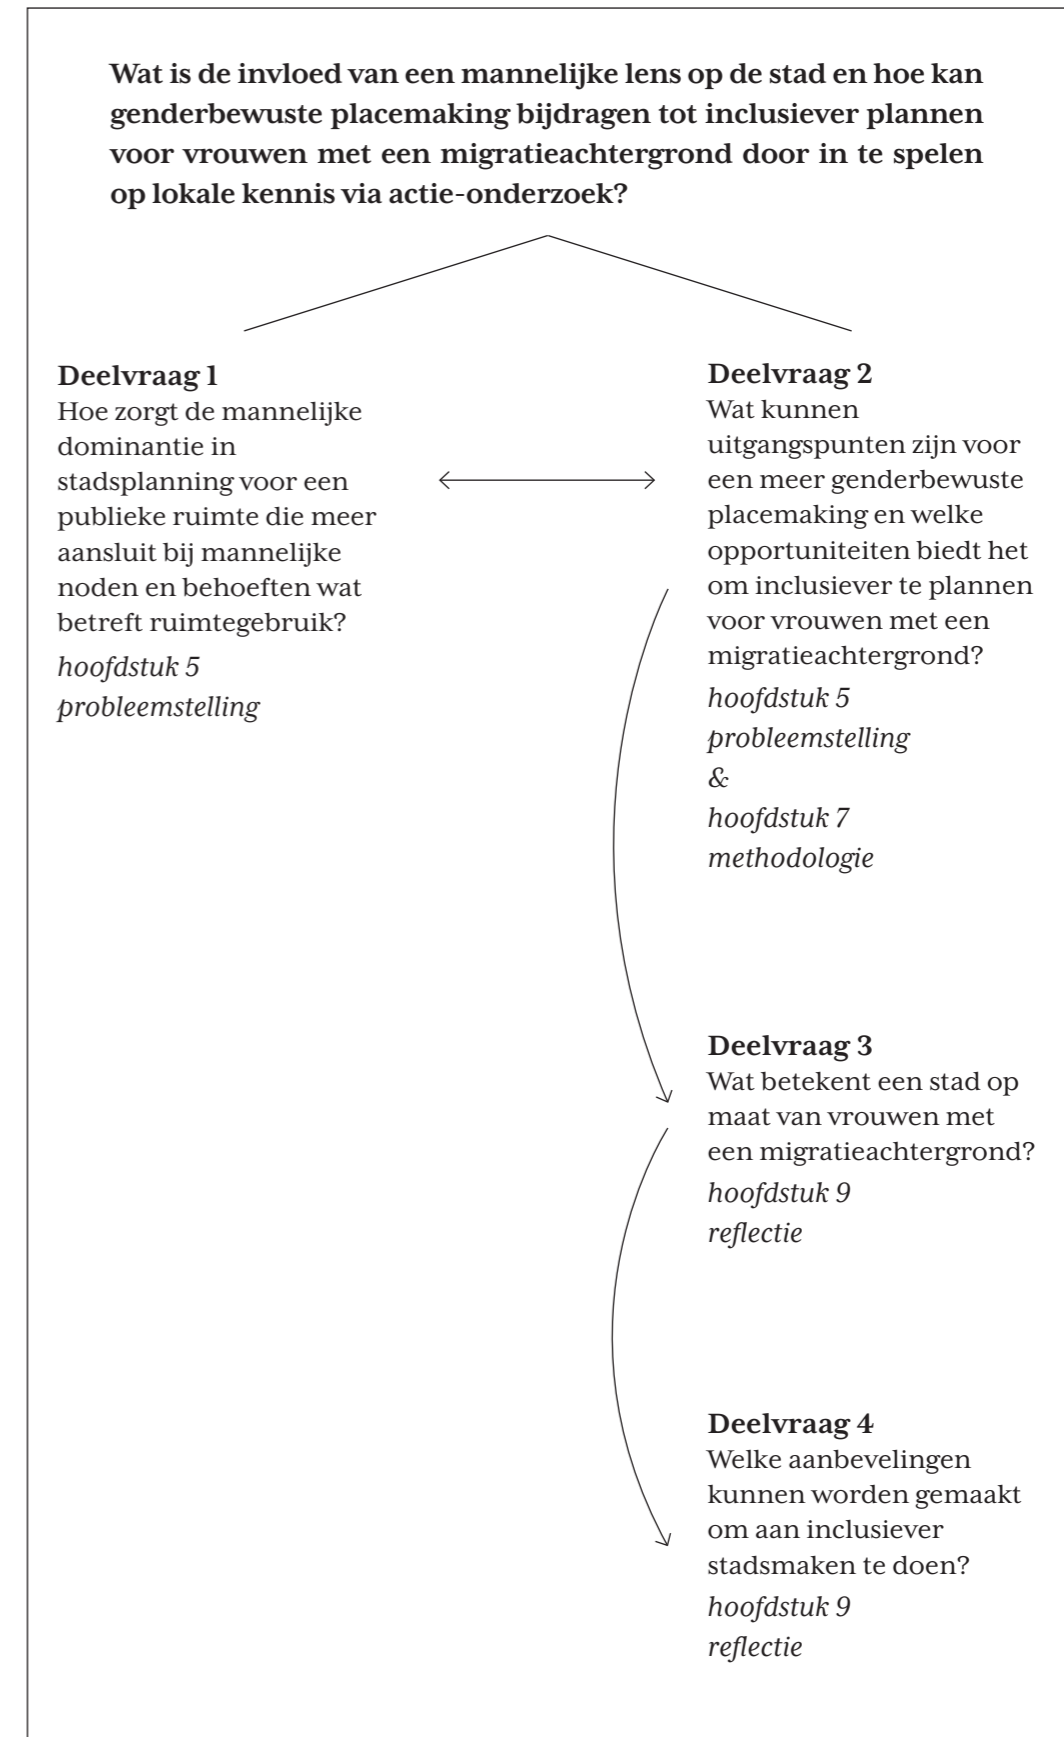 Wat is de invloed van een mannelijke lens op de stad en hoe kan
genderbewuste placemaking bijdragen tot inclusiever plannen
voor vrouwen met een migratieachtergrond door in te spelen
op lokale kennis via actie-onderzoek?
Deelvraag 1
Hoe zorgt de mannelijke
dominantie in
stadsplanning voor een
publieke ruimte die meer
aansluit bij mannelijke
noden en behoeften wat
betreft ruimtegebruik?
hoofdstuk 5
probleemstelling
Deelvraag 2
Wat kunnen
uitgangspunten zijn voor
een meer genderbewuste
placemaking en welke
opportuniteiten biedt het
om inclusiever te plannen
voor vrouwen met een
migratieachtergrond?
hoofdstuk 5
probleemstelling
&
hoofdstuk 7
methodologie
Deelvraag 3
Wat betekent een stad op
maat van vrouwen met
een migratieachtergrond?
hoofdstuk 9
reflectie
Deelvraag 4
Welke aanbevelingen
kunnen worden gemaakt
om aan inclusiever
stadsmaken te doen?
hoofdstuk 9
reflectie